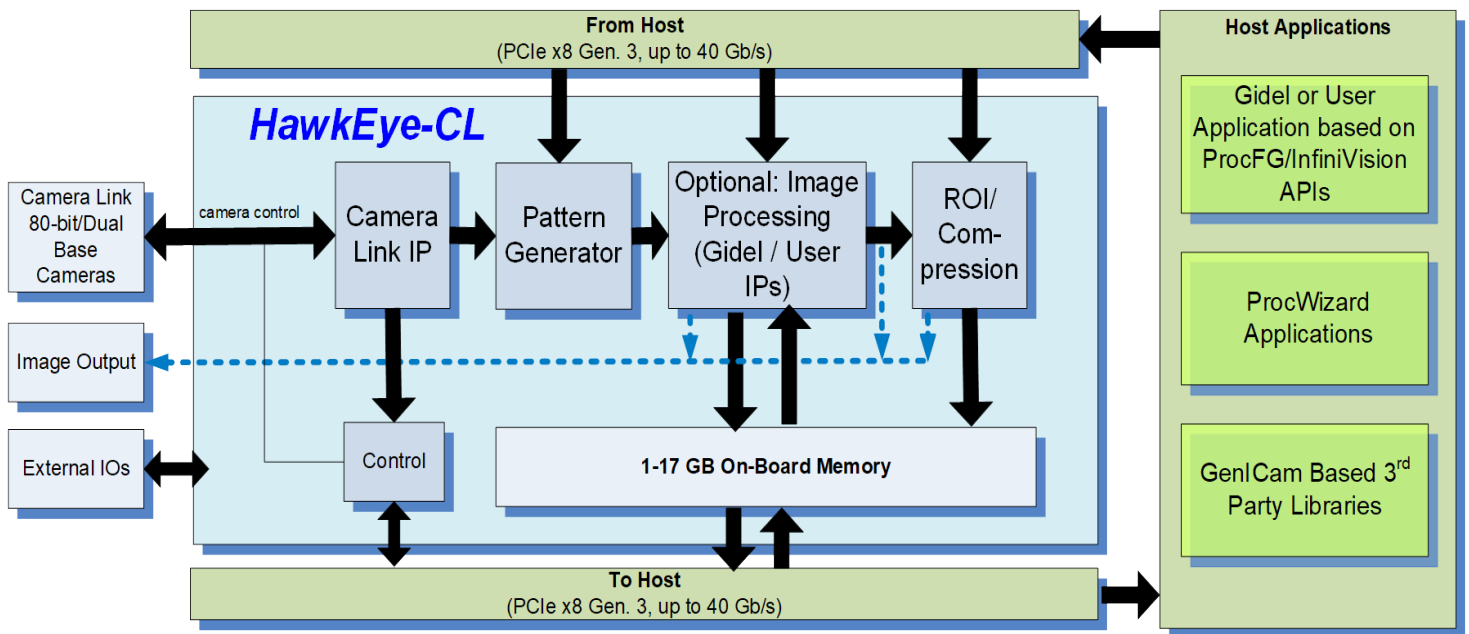 From Host
(PCIe x8 Gen. 3, up to 40 Gb/s)
Host Applications
HawkEye-CL
Gidel or User
Application based on
ProcFG/InfiniVision
APIs
Camera Link
80-bit/Dual
Base
Cameras
camera control
Camera
Link IP
Pattern
Generator
Optional: Image
Processing
(Gidel / User
IPs)
ROI/
Com-
pression
ProcWizard
Applications
Image Output
External IOs
Control
1-17 GB On-Board Memory
GenICam Based 3rd
Party Libraries
To Host
(PCIe x8 Gen. 3, up to 40 Gb/s)